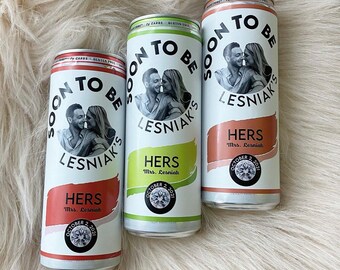 SOON TO BE
LESNIAK'S
HERS
Mrs. Lesniak
SOON TO BE
LESNIAK'S
HERS
Mrs. Lesniak
SOON TO BE
LESNIAK'S
HERS
Mrs. Lesniak